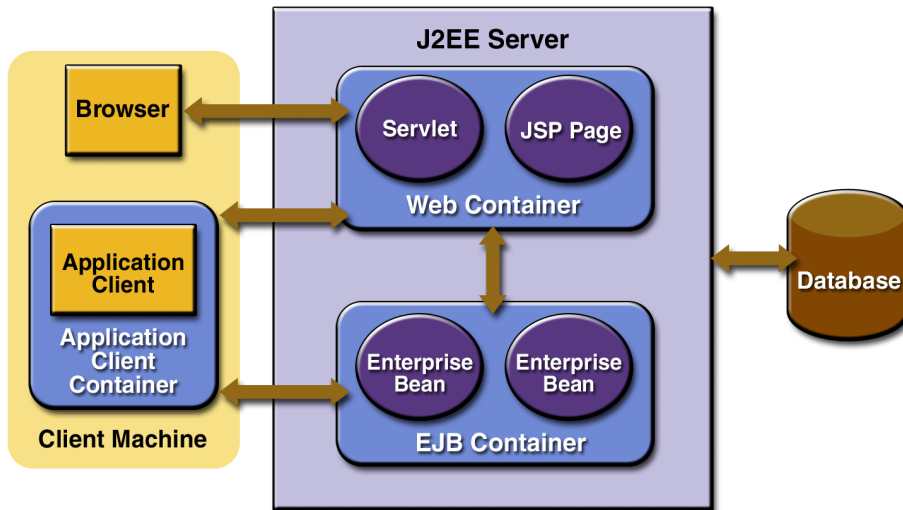 J2EE Server
Browser
Servlet
JSP Page
Web Container
Application
Client
Application
Client
Container
Client Machine
Enterprise
Bean
Enterprise
Bean
EJB Container
Database